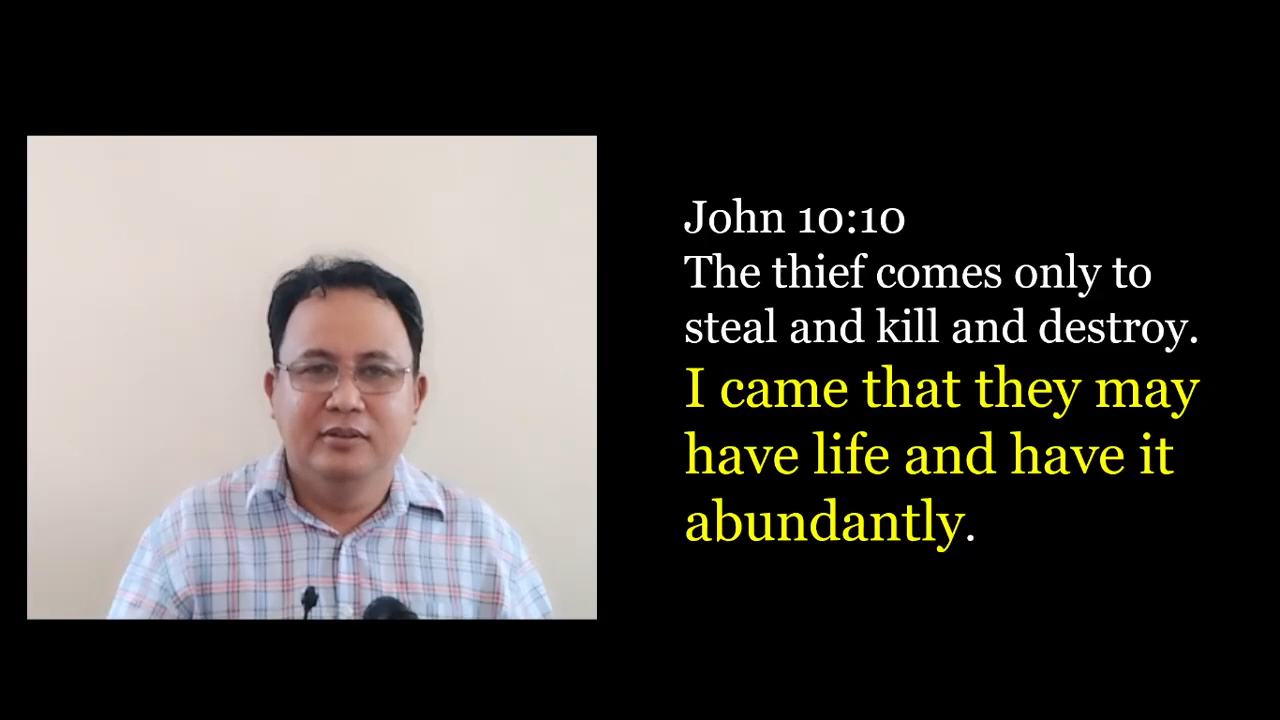 John 10:10
The thief comes only to
steal and kill and destroy.
I came that they may
have life and have it
abundantly.